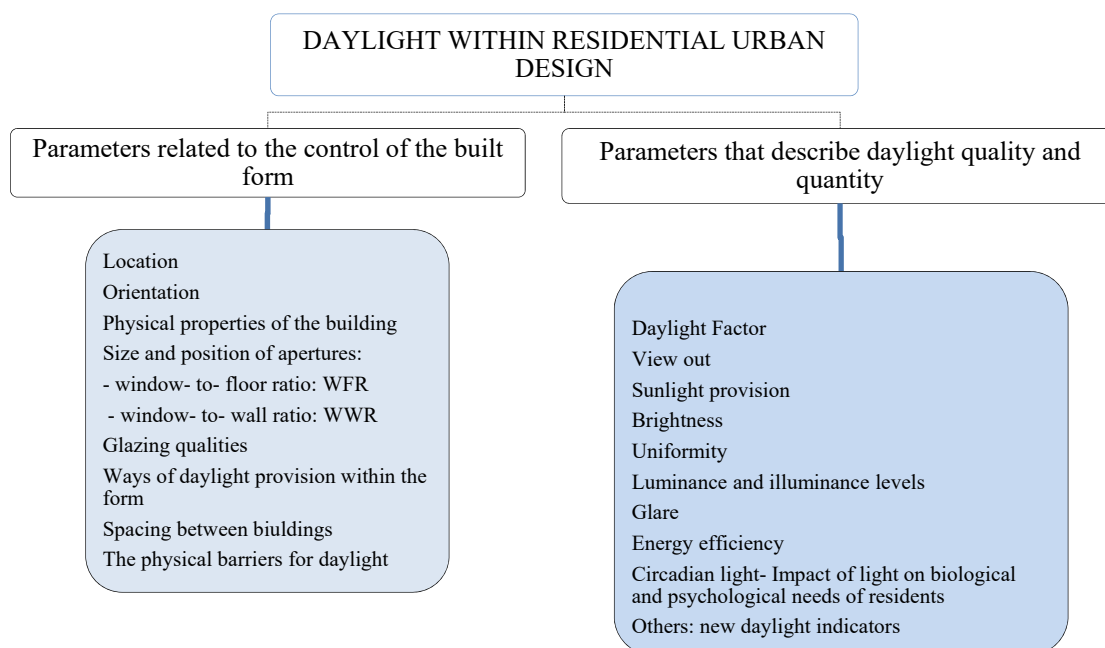 DAYLIGHT WITHIN RESIDENTIAL URBAN
DESIGN
Parameters related to the control of the built
form
Parameters that describe daylight quality and
quantity
Location
Orientation
Physical properties of the building
Size and position of apertures:
- window- to- floor ratio: WFR
- window- to- wall ratio: WWR
Glazing qualities
Ways of daylight provision within the
form
Spacing between biuldings
The physical barriers for daylight
Daylight Factor
View out
Sunlight provision
Brightness
Uniformity
Luminance and illuminance levels
Glare
Energy efficiency
Circadian light- Impact of light on biological
and psychological needs of residents
Others: new daylight indicators